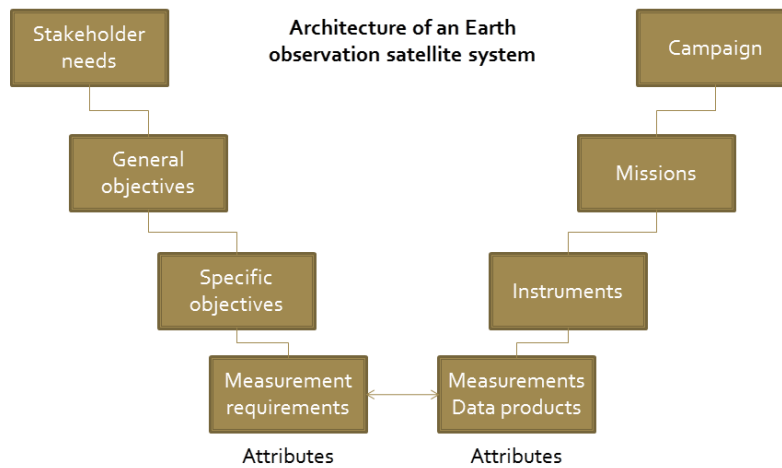 Architecture of an Earth
observation satellite system
Stakeholder
needs
Campaign
General
objectives
Missions
Specific
objectives
Instruments
Measurement
requirements
Measurements
Data products
Attributes
Attributes